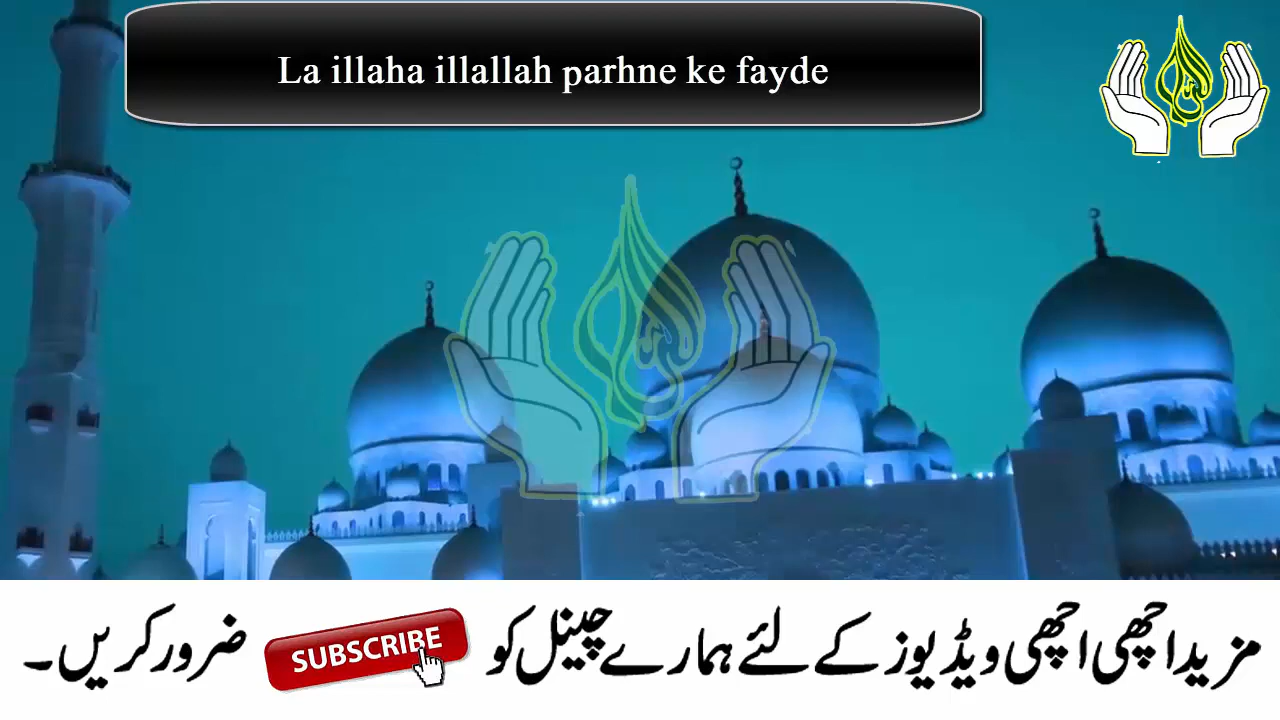 La illaha illallah parhne ke fayde
مزید اچھی اچھی ویڈیوز کے لئے ہمارے چینل کو SUBSCRIBE ضرور کریں۔